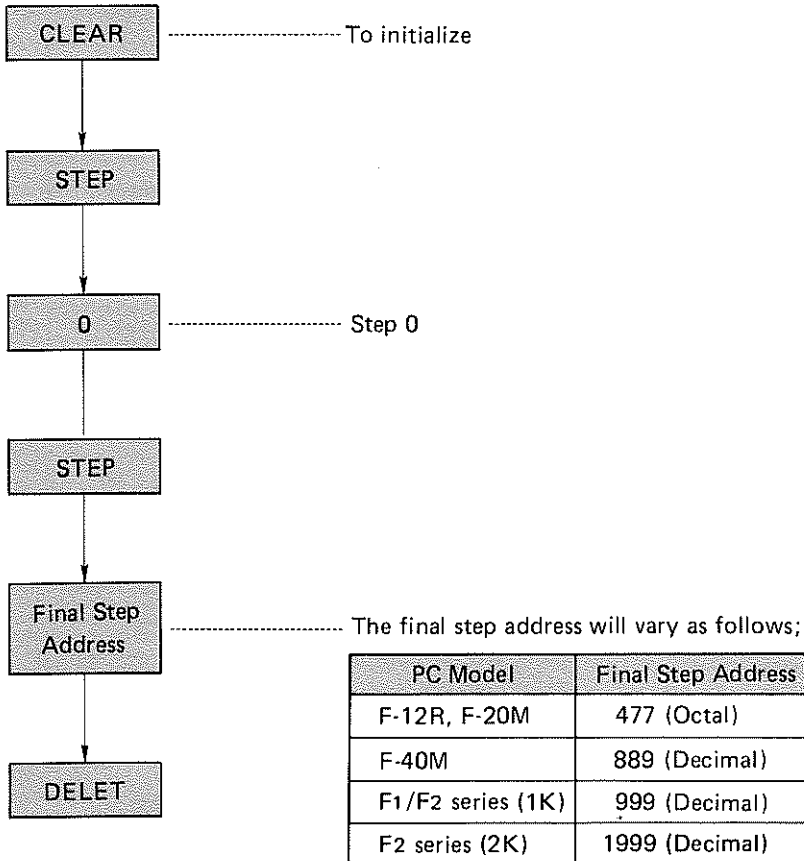 CLEAR
To initialize
STEP
0
Step 0
STEP
Final Step
Address
The final step address will vary as follows;
PC Model Final Step Address
F-12R, F-20M 477 (Octal)
F-40M 889 (Decimal)
F1/F2 series (1K) 999 (Decimal)
F2 series (2K) 1999 (Decimal)
DELET